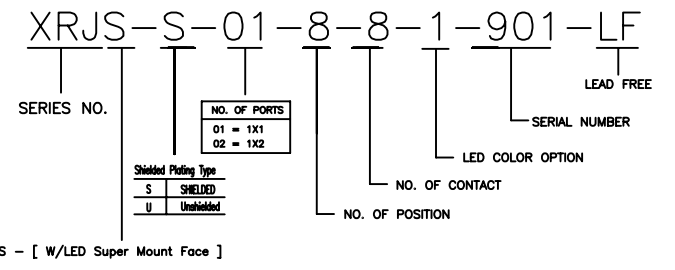 XRJS-S-01-8-8-1-901-LF
LEAD FREE
SERIES NO.
NO. OF PORTS
01 = 1X1
02 = 1X2
SERIAL NUMBER
LED COLOR OPTION
Shielded Plating Type
S SHIELDED
U Unshielded
NO. OF CONTACT
NO. OF POSITION
S - [ W/LED Super Mount Face ]